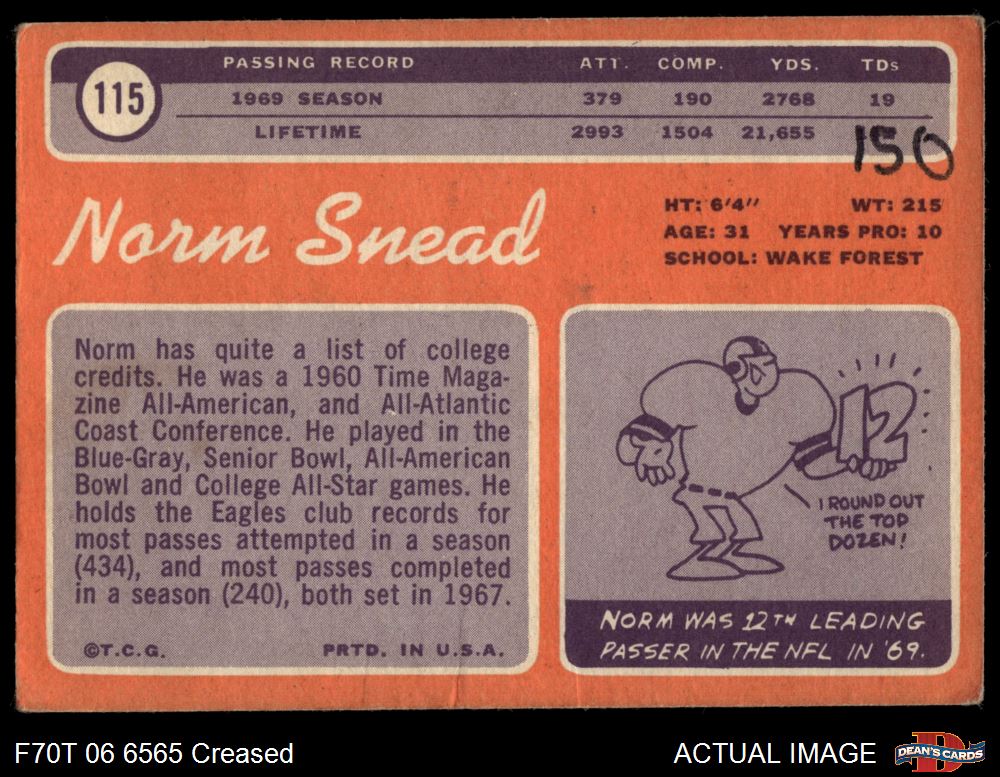 115
PASSING RECORD ATT. COMP. YDS. TDs
1969 SEASON 379 190 2768 19
LIFETIME 2993 1504 21,655
150
Norm Snead
HT: 6'4" WT: 215
AGE: 31 YEARS PRO: 10
SCHOOL: WAKE FOREST
Norm has quite a list of college
credits. He was a 1960 Time Maga-
zine All-American, and All-Atlantic
Coast Conference. He played in the
Blue-Gray, Senior Bowl, All-American
Bowl and College All-Star games. He
holds the Eagles club records for
most passes attempted in a season
(434), and most passes completed
in a season (240), both set in 1967.
©T.C.G. PRTD. IN U.S.A.
12
I ROUND OUT
THE TOP
DOZEN!
NORM WAS 12TH LEADING
PASSER IN THE NFL IN '69.
F70T 06 6565 Creased
ACTUAL IMAGE
DEAN'S CARDS